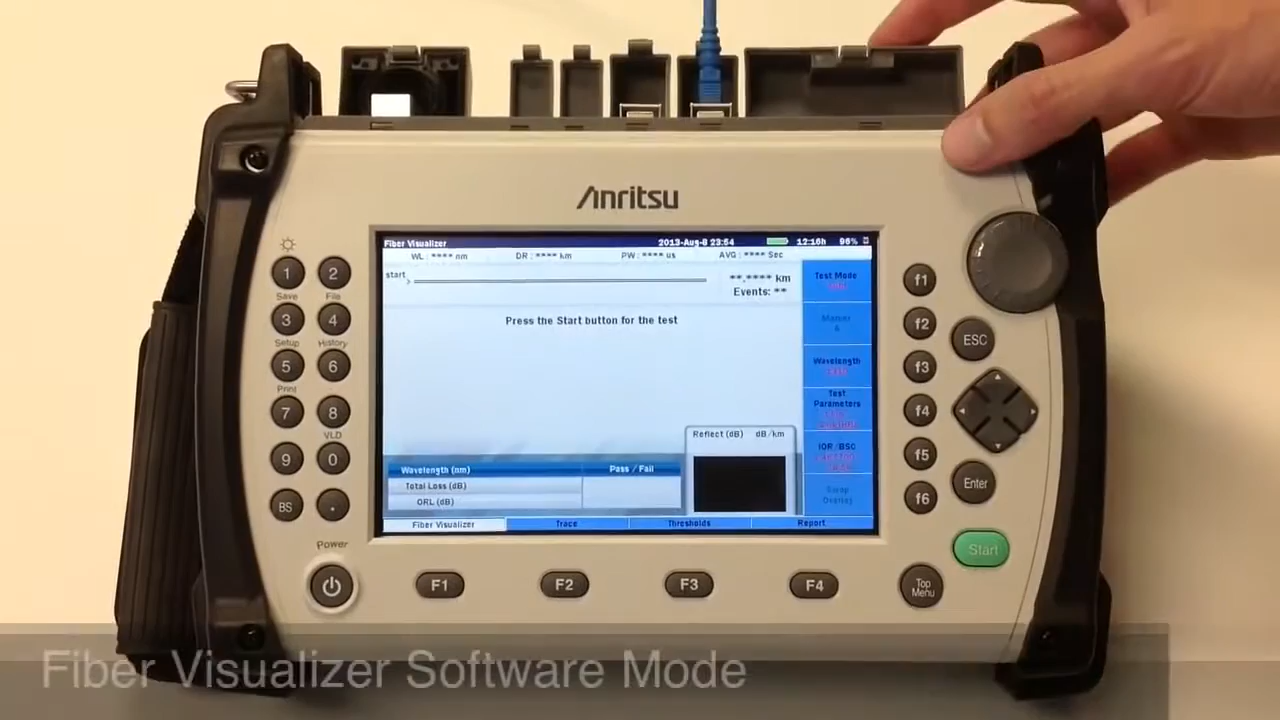 Anritsu
Fiber Visualizer 2013-Aug-8 23:54 12:16h 96%
WL : **** nm DR : **** km PW : **** us AVG : **** Sec
start
**.**** km
Events: **
Press the Start button for the test
Test Mode
Marker
A
Wavelength
Test
Parameters
IOR/BSC
Overlay
Reflect (dB) dB/km
Wavelength (nm) Pass / Fail
Total Loss (dB)
ORL (dB)
Fiber Visualizer Trace Thresholds Report
1 2
Save File
3 4
Setup History
5 6
Print
7 8
VLD
9 0
BS .
Power
F1 F2 F3 F4
f1
f2
f3
f4
f5
f6
ESC
Enter
Start
Top
Menu
Fiber Visualizer Software Mode